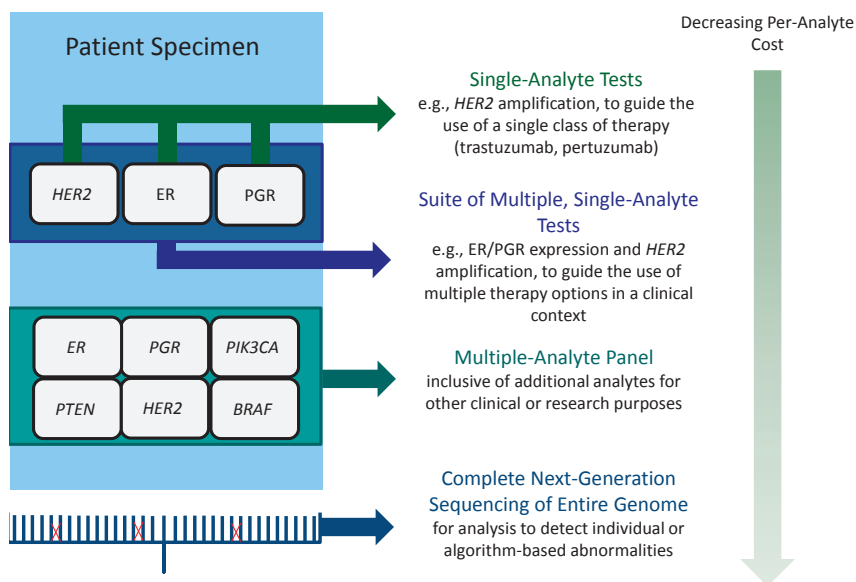 Patient Specimen
Decreasing Per-Analyte
Cost
Single-Analyte Tests
e.g., HER2 amplification, to guide the
use of a single class of therapy
(trastuzumab, pertuzumab)
HER2
ER
PGR
Suite of Multiple, Single-Analyte
Tests
e.g., ER/PGR expression and HER2
amplification, to guide the use of
multiple therapy options in a clinical
context
ER
PGR
PIK3CA
PTEN
HER2
BRAF
Multiple-Analyte Panel
inclusive of additional analytes for
other clinical or research purposes
Complete Next-Generation
Sequencing of Entire Genome
for analysis to detect individual or
algorithm-based abnormalities